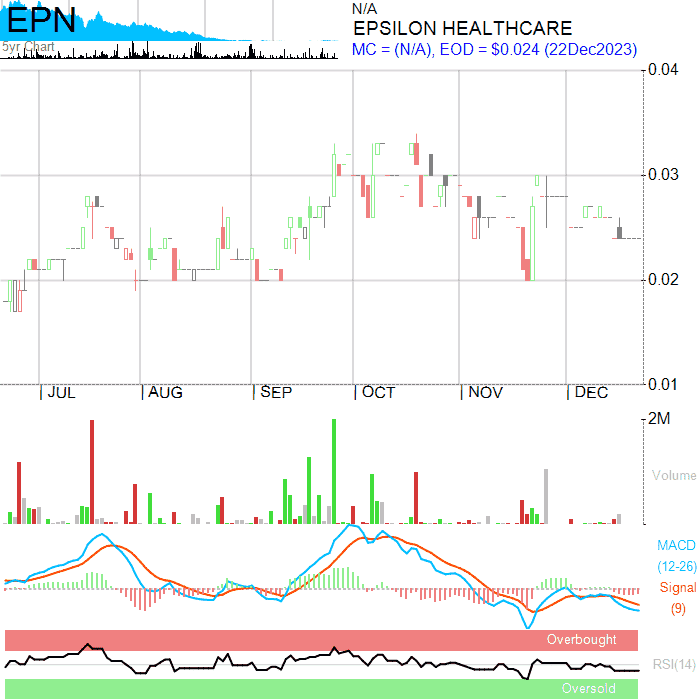 EPN
5yr Chart
N/A
EPSILON HEALTHCARE
MC = (N/A), EOD = $0.024 (22Dec2023)
0.04
0.03
0.02
0.01
JUL AUG SEP OCT NOV DEC
2M
Volume
MACD
(12-26)
Signal
(9)
Overbought
RSI(14)
Oversold